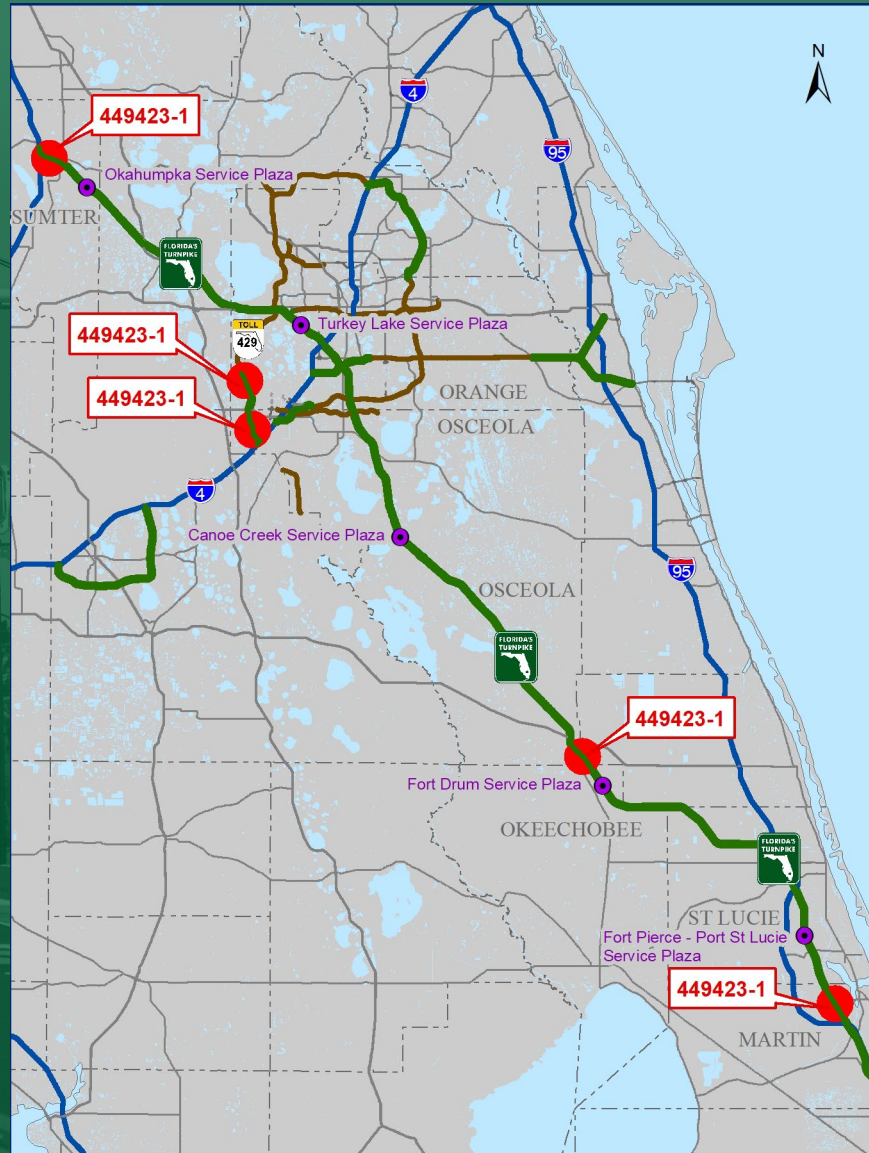 N
4
449423-1
95
Okahumpka Service Plaza
SUMTER
FLORIDA'S
TURNPIKE
Turkey Lake Service Plaza
TOLL
429
449423-1
449423-1
ORANGE
OSCEOLA
4
Canoe Creek Service Plaza
95
OSCEOLA
FLORIDA'S
TURNPIKE
449423-1
Fort Drum Service Plaza
OKEECHOBEE
FLORIDA'S
TURNPIKE
ST LUCIE
Fort Pierce - Port St Lucie
Service Plaza
449423-1
MARTIN